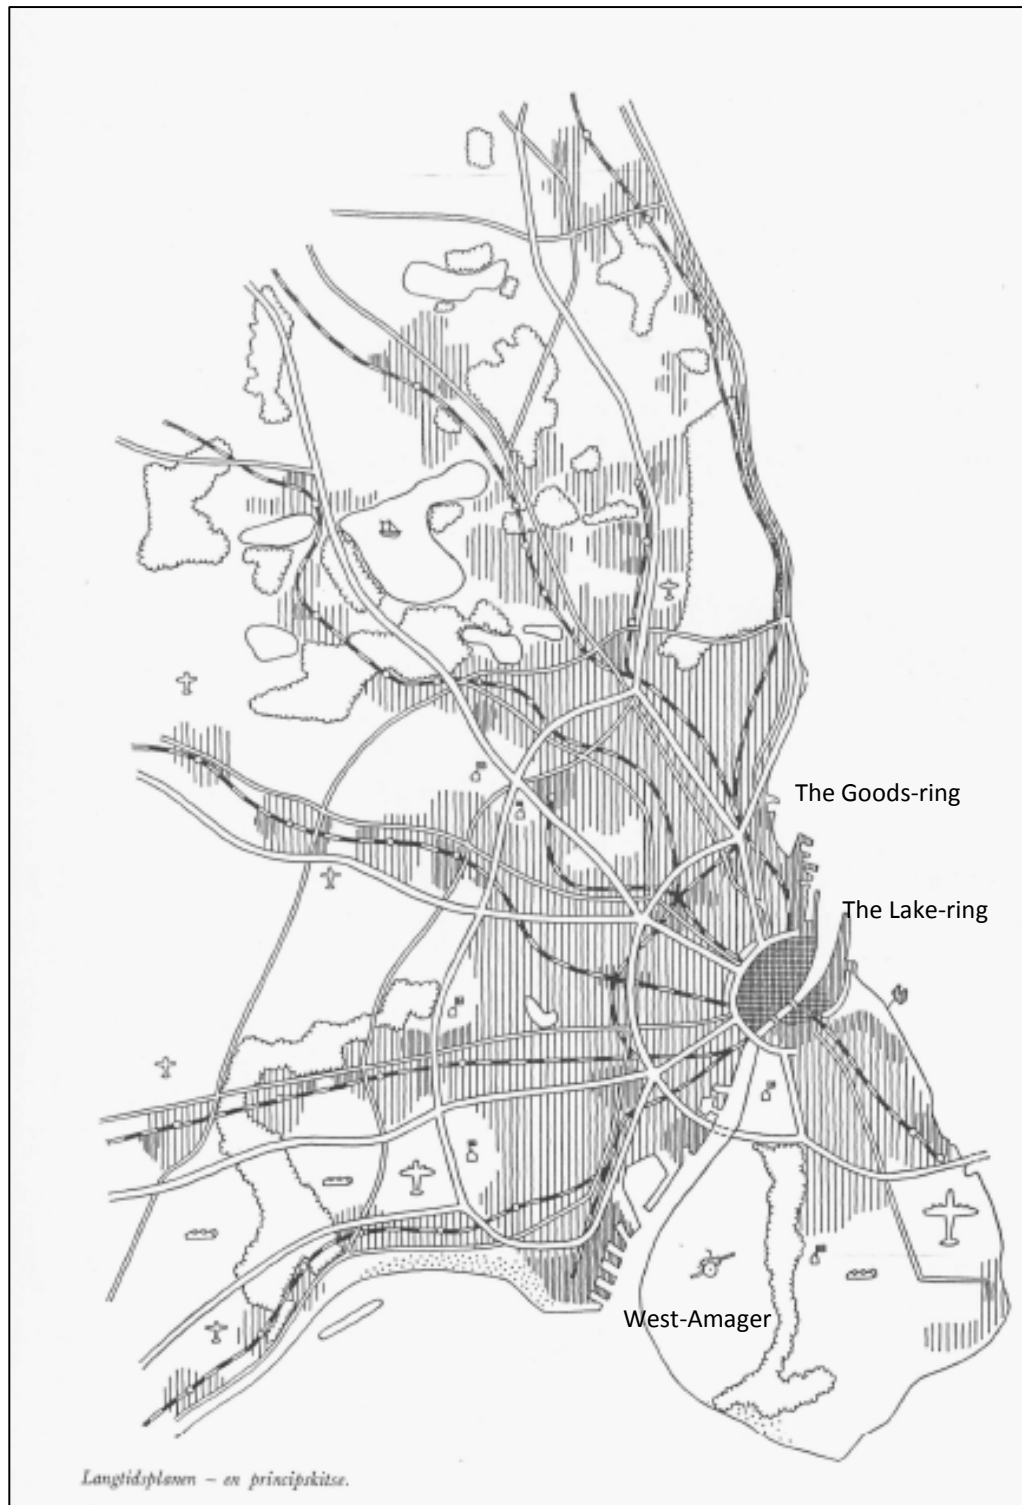 The Goods-ring
The Lake-ring
West-Amager
Langtidsplanen – en principskitse.